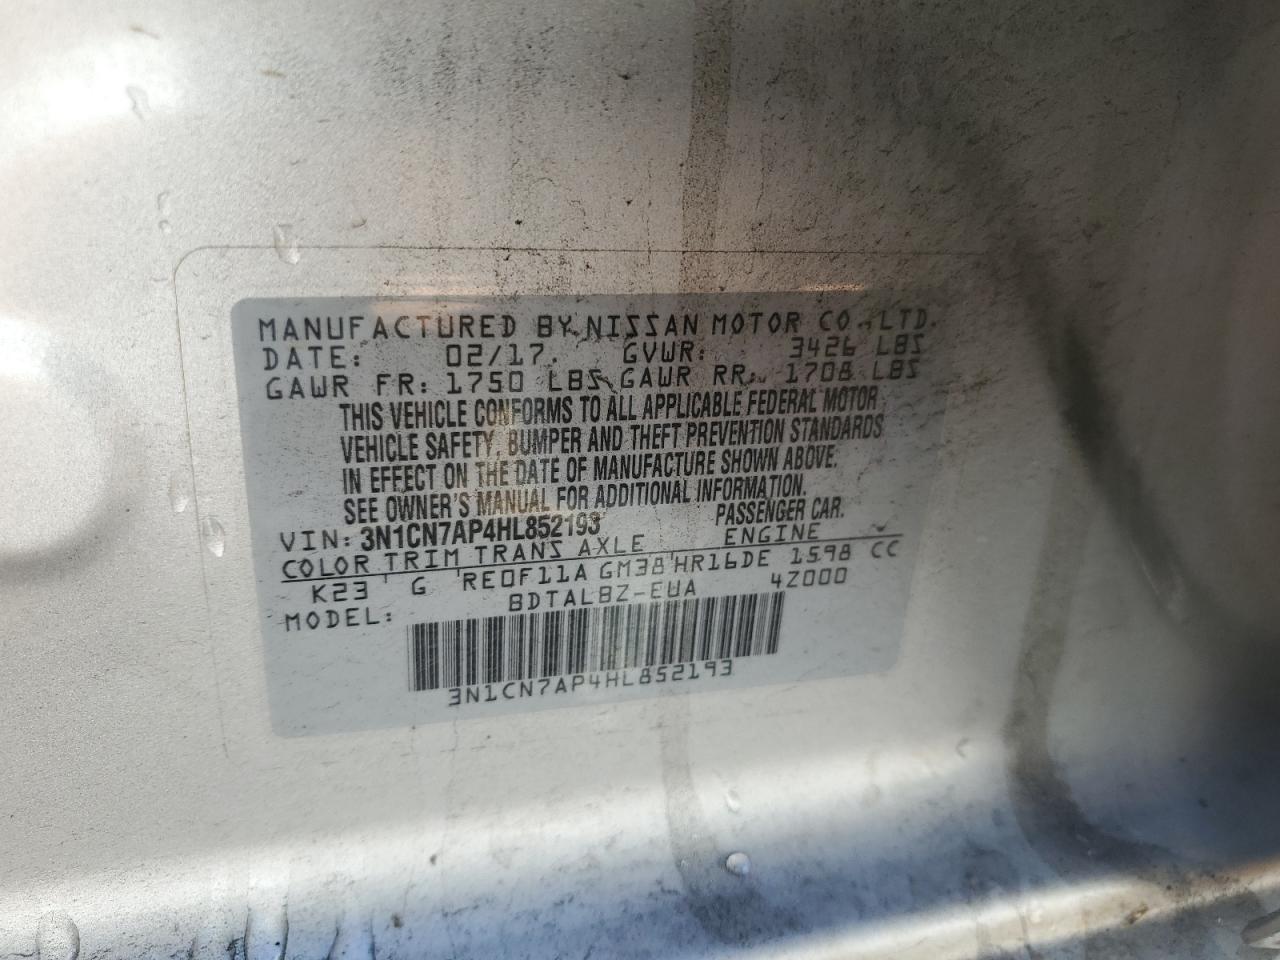 MANUFACTURED BY NISSAN MOTOR CO., LTD.
DATE: 02/17. GVWR: 3426 LBS
GAWR FR: 1750 LBS GAWR RR: 1708 LBS
THIS VEHICLE CONFORMS TO ALL APPLICABLE FEDERAL MOTOR
VEHICLE SAFETY, BUMPER AND THEFT PREVENTION STANDARDS
IN EFFECT ON THE DATE OF MANUFACTURE SHOWN ABOVE.
SEE OWNER'S MANUAL FOR ADDITIONAL INFORMATION.
VIN: 3N1CN7AP4HL852193 PASSENGER CAR.
COLOR TRIM TRANS AXLE ENGINE
K23 G RE0F11A GM38 HR16DE 1598 CC
MODEL: BDTALBZ-EUA 4Z000
3N1CN7AP4HL852193